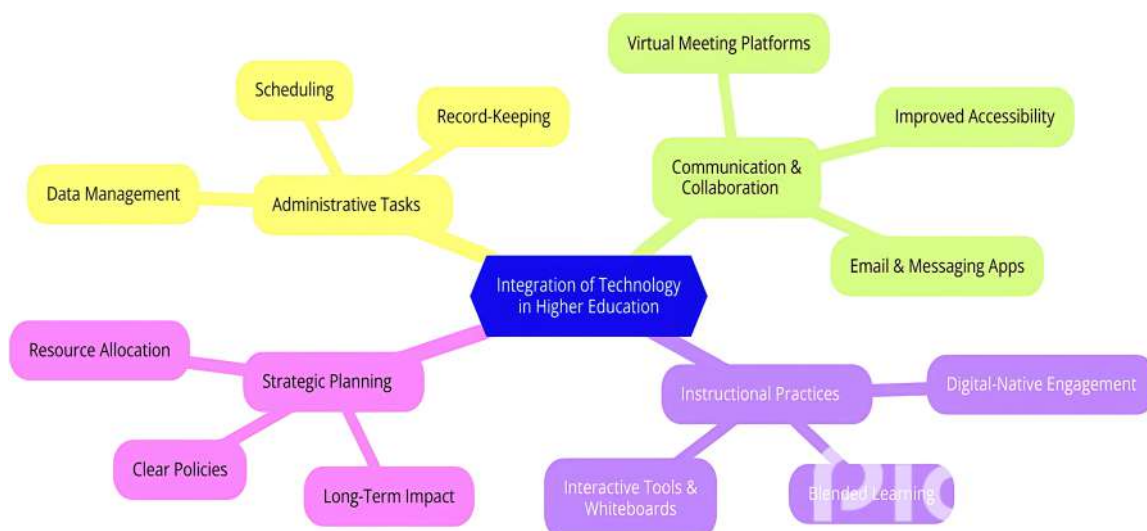 Virtual Meeting Platforms
Scheduling
Record-Keeping
Improved Accessibility
Communication &
Collaboration
Data Management
Administrative Tasks
Email & Messaging Apps
Integration of Technology
in Higher Education
Resource Allocation
Strategic Planning
Instructional Practices
Digital-Native Engagement
Clear Policies
Long-Term Impact
Interactive Tools &
Whiteboards
Blended Learning